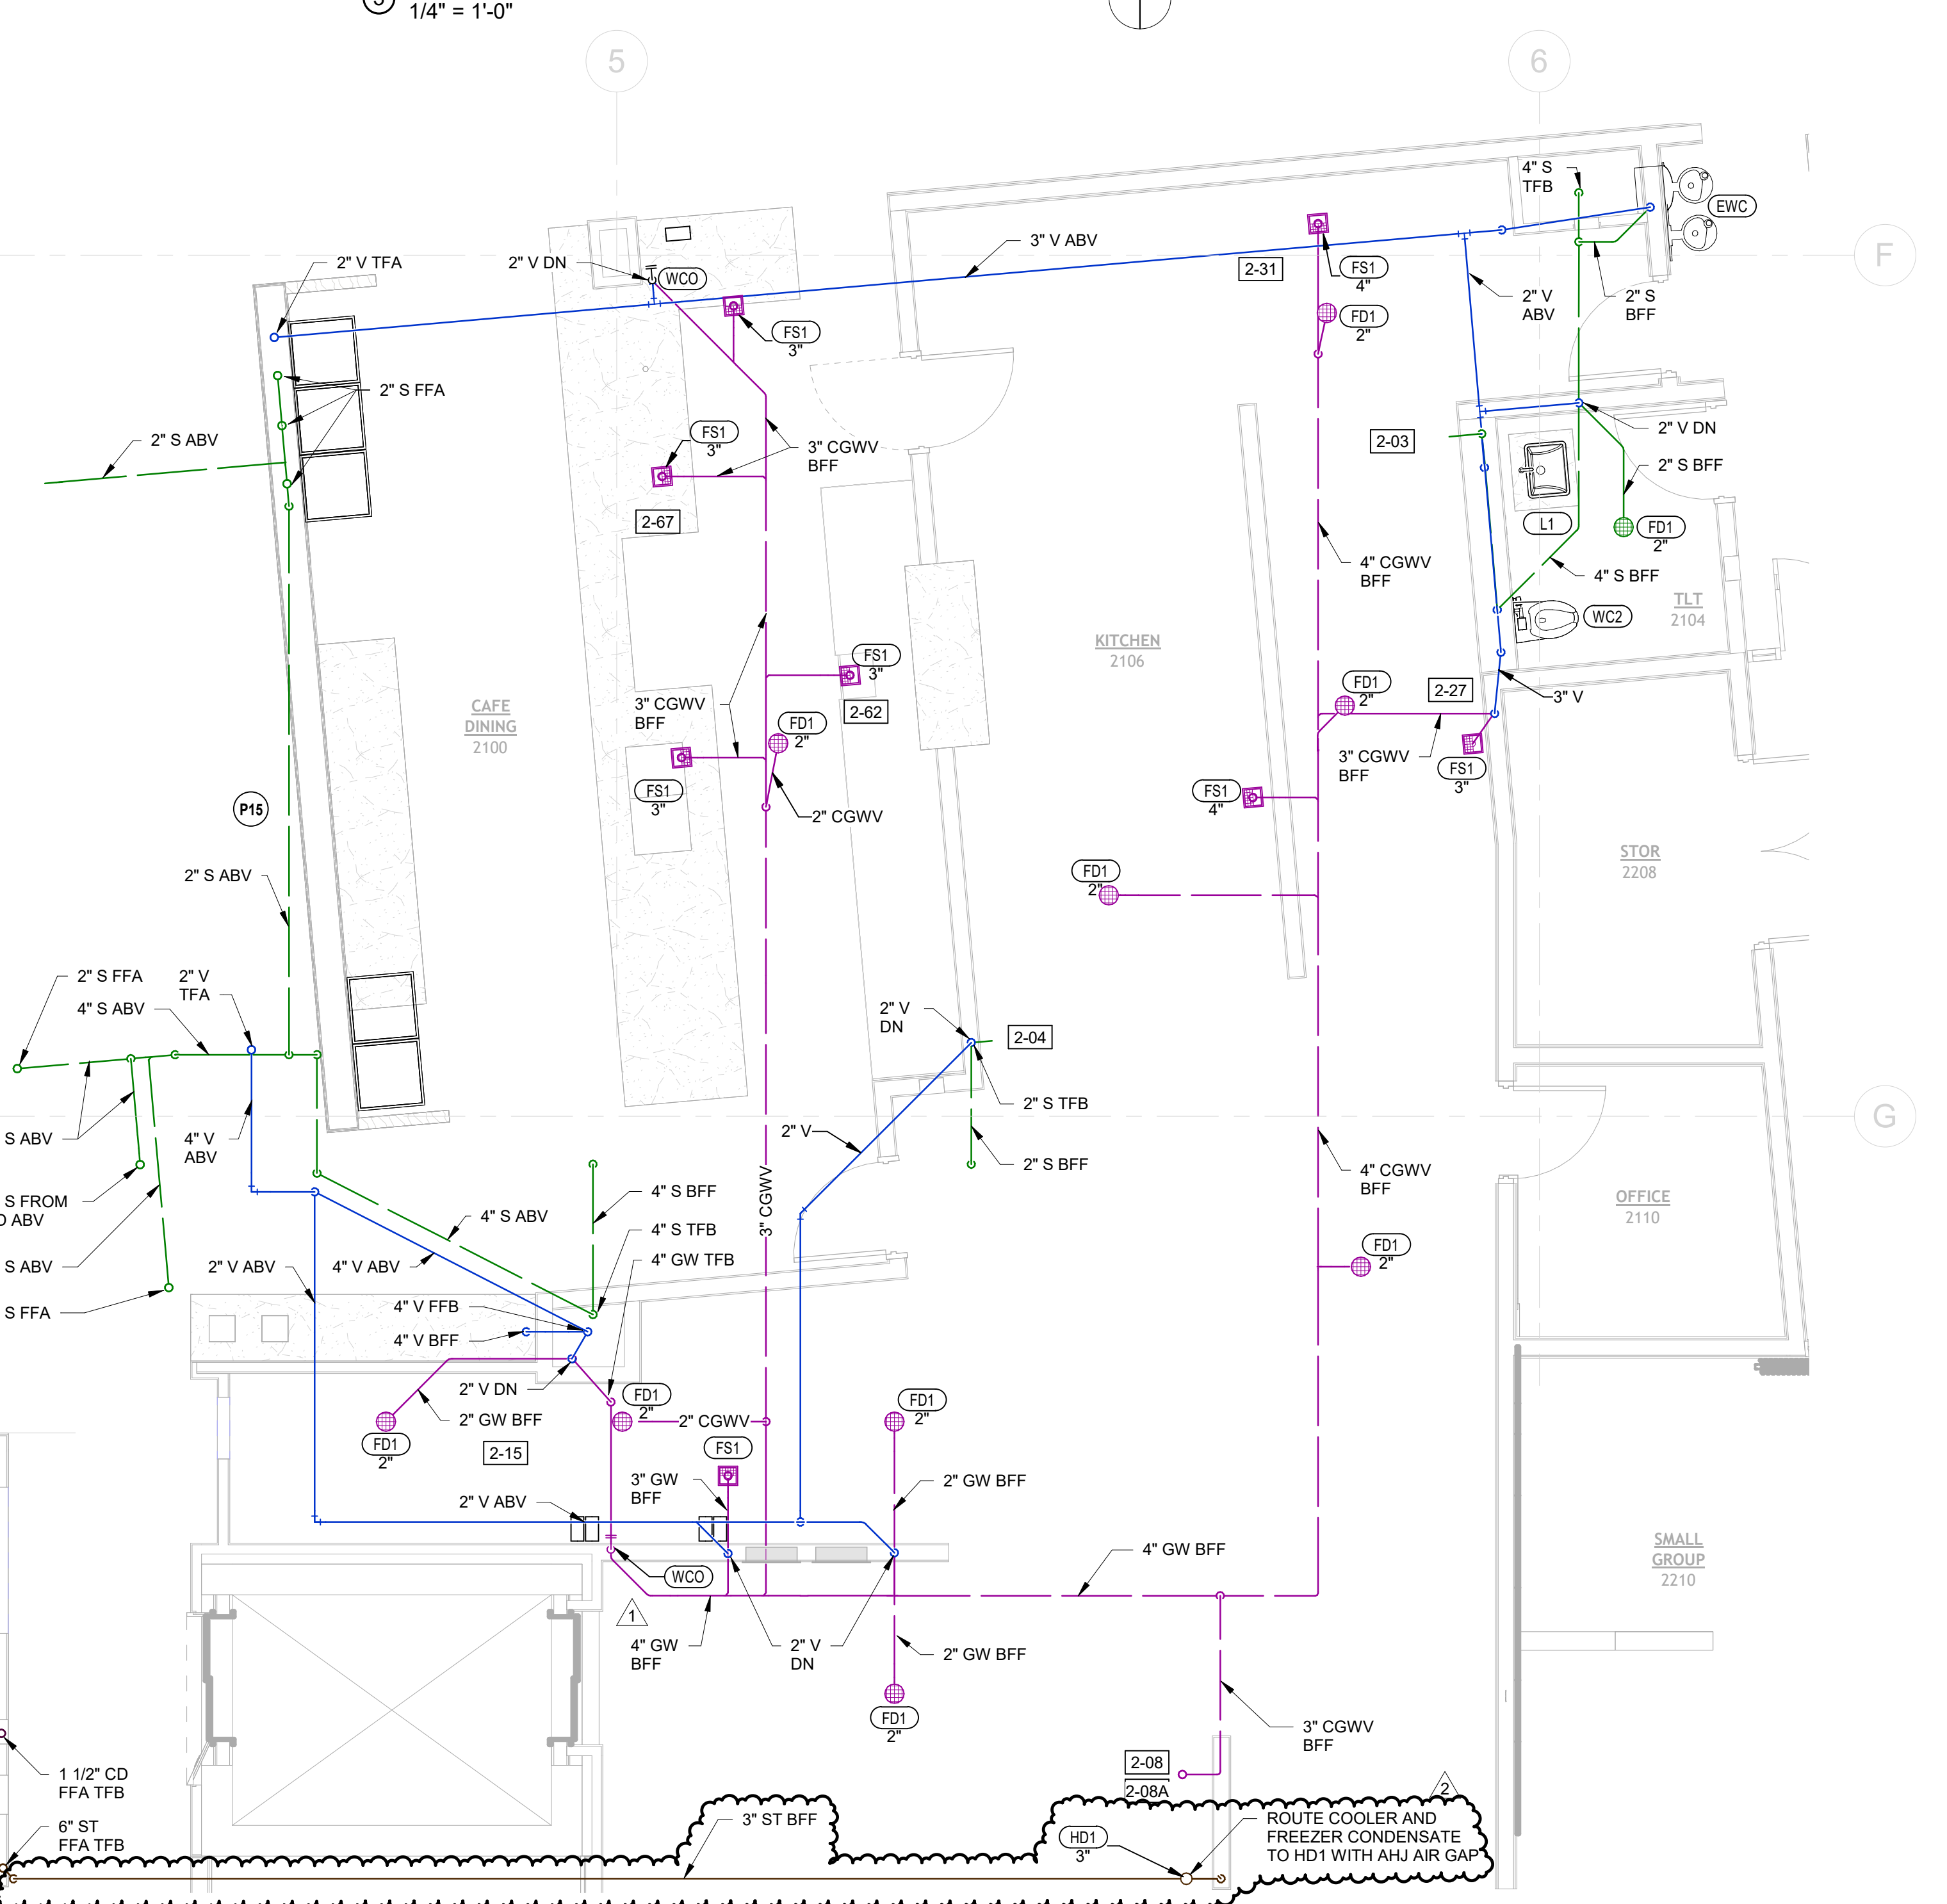 1/4" = 1'-0"
5
6
4" S
TFB
EWC
F
3" V ABV
2" V TFA
2" V DN
WCO
2-31
FS1
4"
2" V
ABV
2" S
BFF
FD1
2"
FS1
3"
2" S FFA
2" S ABV
FS1
3"
3" CGWV
BFF
2-03
2" V DN
2" S BFF
2-67
L1
FD1
2"
4" CGWV
BFF
4" S BFF
TLT
2104
WC2
KITCHEN
2106
FS1
3"
CAFE
DINING
2100
3" CGWV
BFF
2-62
FD1
2"
FD1
2"
2-27
3" V
3" CGWV
BFF
FS1
3"
FS1
3"
FS1
4"
P15
2" CGWV
STOR
2208
FD1
2"
2" S ABV
2" S FFA
2" V
TFA
4" S ABV
2" V
DN
2-04
2" S TFB
G
S ABV
4" V
ABV
2" V
2" S BFF
4" CGWV
BFF
S FROM
ABV
4" S BFF
4" S ABV
4" S TFB
3" CGWV
OFFICE
2110
S ABV
2" V ABV
4" V ABV
4" GW TFB
FD1
2"
S FFA
4" V FFB
4" V BFF
2" V DN
FD1
2"
FD1
2"
2" GW BFF
2" CGWV
FD1
2"
2-15
FS1
3" GW
BFF
2" GW BFF
2" V ABV
4" GW BFF
SMALL
GROUP
2210
WCO
1
4" GW
BFF
2" V
DN
2" GW BFF
FD1
2"
3" CGWV
BFF
1 1/2" CD
FFA TFB
2-08
2-08A
2
6" ST
FFA TFB
3" ST BFF
HD1
3"
ROUTE COOLER AND
FREEZER CONDENSATE
TO HD1 WITH AHJ AIR GAP